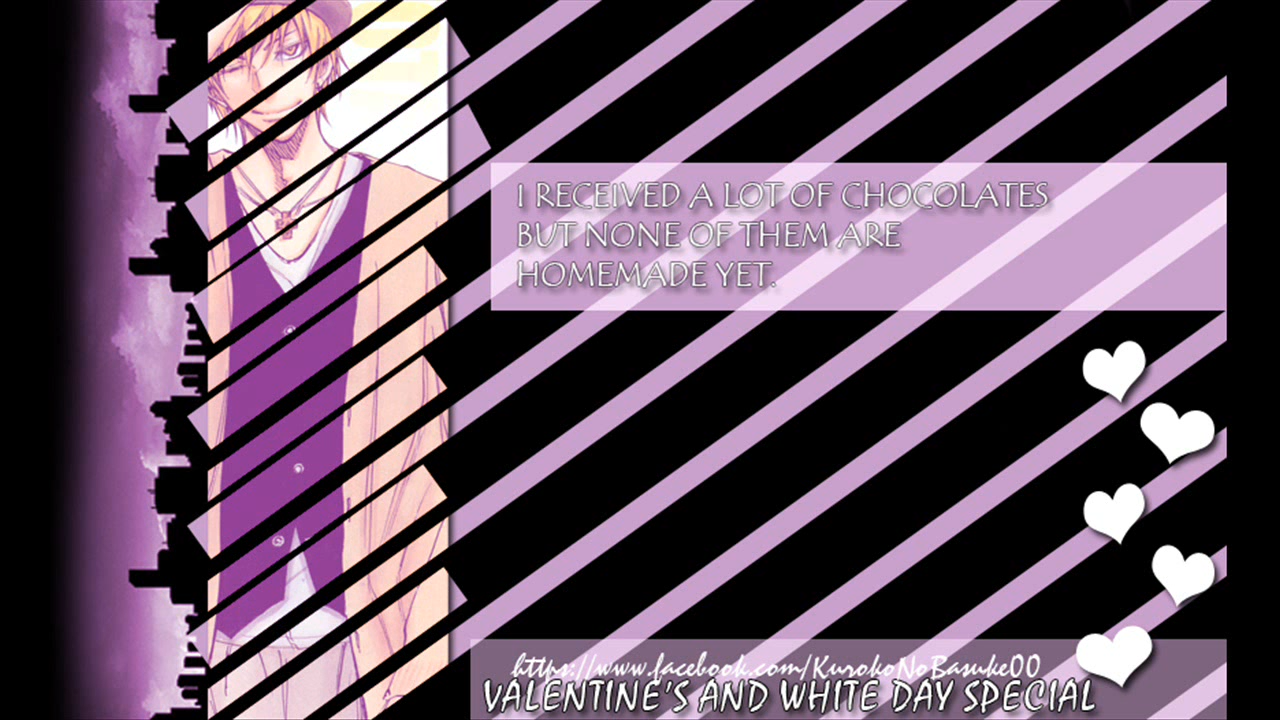 I RECEIVED A LOT OF CHOCOLATES
BUT NONE OF THEM ARE
HOMEMADE YET.
https://www.facebook.com/KurokoNoBasuke00
VALENTINE'S AND WHITE DAY SPECIAL